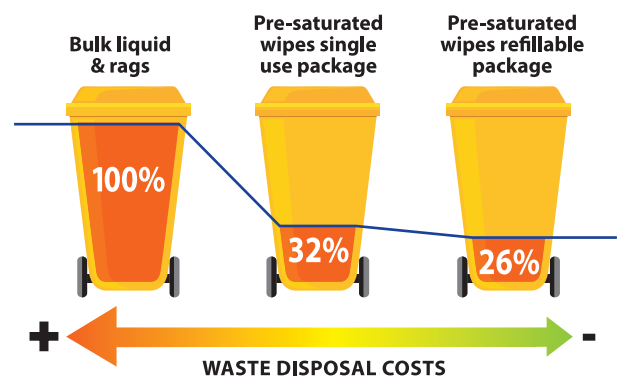 Bulk liquid
& rags
Pre-saturated
wipes single
use package
Pre-saturated
wipes refillable
package
100%
32%
26%
+
-
WASTE DISPOSAL COSTS